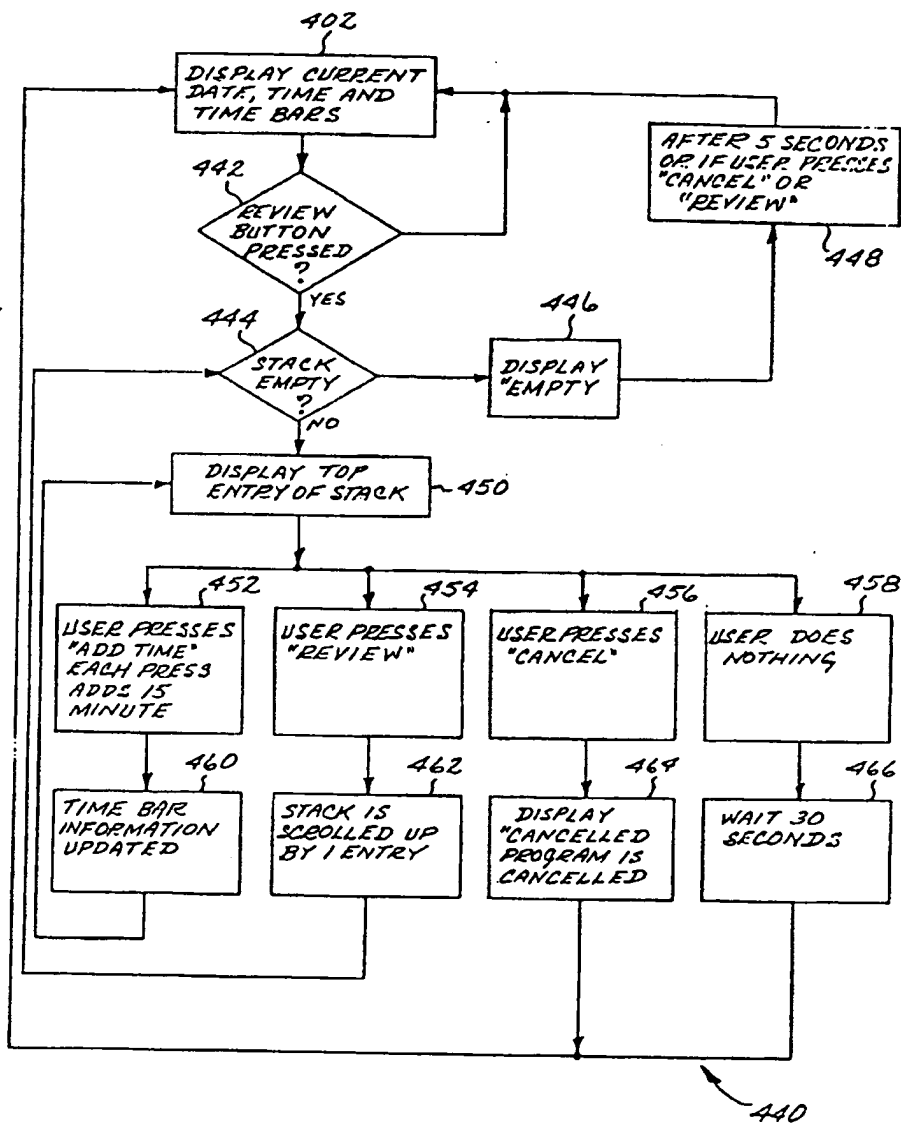 402
DISPLAY CURRENT
DATE, TIME AND
TIME BARS
442
REVIEW
BUTTON
PRESSED
?
YES
AFTER 5 SECONDS
OR IF USER PRESSES
"CANCEL" OR
"REVIEW"
448
444
STACK
EMPTY
?
NO
446
DISPLAY
"EMPTY
DISPLAY TOP
ENTRY OF STACK
450
452
USER PRESSES
"ADD TIME"
EACH PRESS
ADDS 15
MINUTE
454
USER PRESSES
"REVIEW"
456
USER PRESSES
"CANCEL"
458
USER DOES
NOTHING
460
TIME BAR
INFORMATION
UPDATED
462
STACK IS
SCROLLED UP
BY 1 ENTRY
464
DISPLAY
"CANCELLED
PROGRAM IS
CANCELLED
466
WAIT 30
SECONDS
440